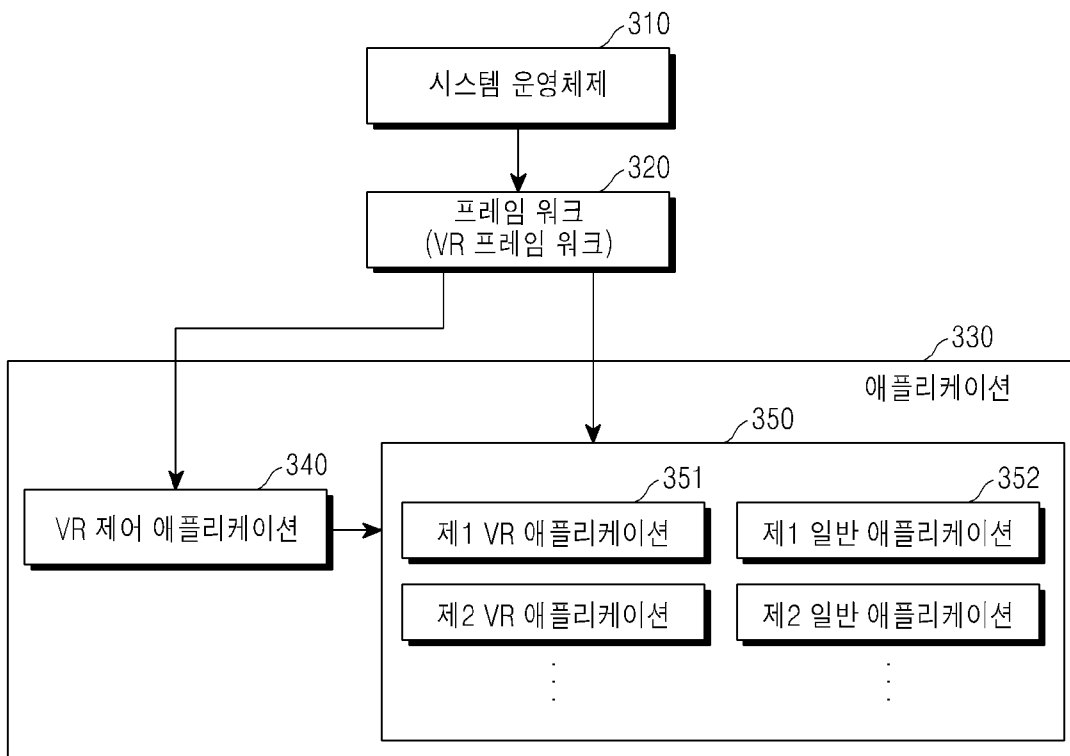 310
시스템 운영체제
320
프레임 워크
(VR 프레임 워크)
330
애플리케이션
350
340
VR 제어 애플리케이션
351
제1 VR 애플리케이션
352
제1 일반 애플리케이션
제2 VR 애플리케이션
제2 일반 애플리케이션